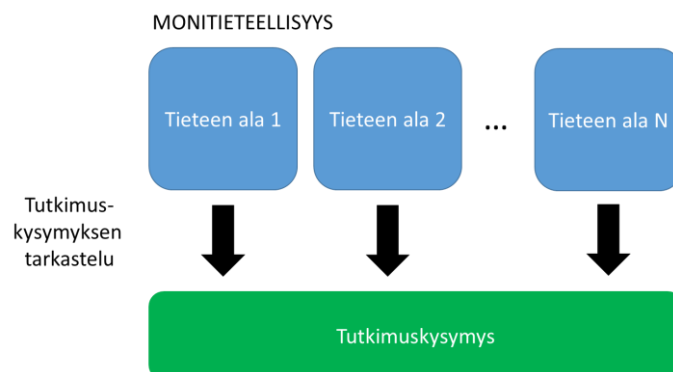 MONITIETEELLISYYS
Tieteen ala 1
Tieteen ala 2
...
Tieteen ala N
Tutkimus-
kysymyksen
tarkastelu
Tutkimuskysymys